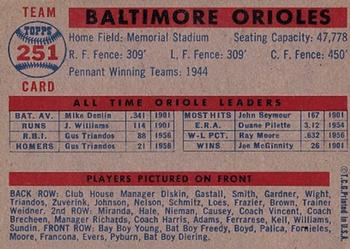 TEAM
TOPPS
251
CARD
BALTIMORE ORIOLES
Home Field: Memorial Stadium Seating Capacity: 47,778
R. F. Fence: 309' L. F. Fence: 309' C. F. Fence: 450'
Pennant Winning Teams: 1944
ALL TIME ORIOLE LEADERS
BAT. AV. Mike Donlin .341 1901 MOST HITS John Seymour 167 1901
RUNS J. Williams 114 1901 E.R.A. Duane Pilette 3.12 1954
R.B.I. Gus Triandos 88 1956 W-L PCT. Ray Moore .632 1956
HOMERS Gus Triandos 21 1956 WINS Joe McGinnity 26 1901
PLAYERS PICTURED ON FRONT
BACK ROW: Club House Manager Diskin, Gastall, Smith, Gardner, Wight,
Triandos, Zuverink, Johnson, Nelson, Schmitz, Loes, Frazier, Brown, Trainer
Weidner. 2nd ROW: Miranda, Hale, Nieman, Causey, Coach Vincent, Coach
Brecheen, Manager Richards, Coach Harris, Adams, Ferrarese, Kell, Williams,
Sundin. FRONT ROW: Bay Boy Young, Bat Boy Freedy, Boyd, Palica, Fornieles,
Moore, Francona, Evers, Pyburn, Bat Boy Diering.
© T.C.G. Printed in U.S.A.